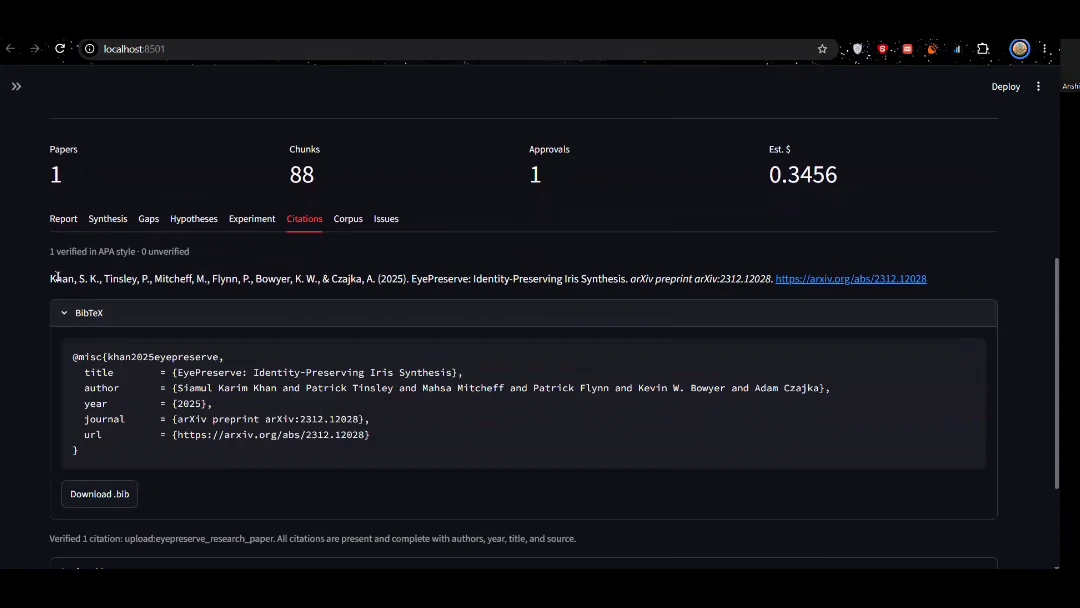 localhost:8501
Anshi
Deploy
Papers Chunks Approvals Est. $
1 88 1 0.3456
Report Synthesis Gaps Hypotheses Experiment Citations Corpus Issues
1 verified in APA style · 0 unverified
Khan, S. K., Tinsley, P., Mitcheff, M., Flynn, P., Bowyer, K. W., & Czajka, A. (2025). EyePreserve: Identity-Preserving Iris Synthesis. arXiv preprint arXiv:2312.12028. https://arxiv.org/abs/2312.12028
BibTeX
@misc{khan2025eyepreserve,
title = {EyePreserve: Identity-Preserving Iris Synthesis},
author = {Siamul Karim Khan and Patrick Tinsley and Mahsa Mitcheff and Patrick Flynn and Kevin W. Bowyer and Adam Czajka},
year = {2025},
journal = {arXiv preprint arXiv:2312.12028},
url = {https://arxiv.org/abs/2312.12028}
}
Download .bib
Verified 1 citation: upload:eyepreserve_research_paper. All citations are present and complete with authors, year, title, and source.